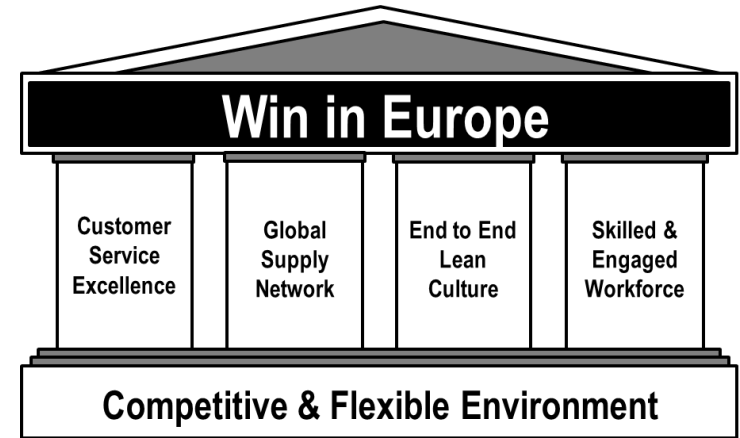 Win in Europe
Customer
Service
Excellence
Global
Supply
Network
End to End
Lean
Culture
Skilled &
Engaged
Workforce
Competitive & Flexible Environment